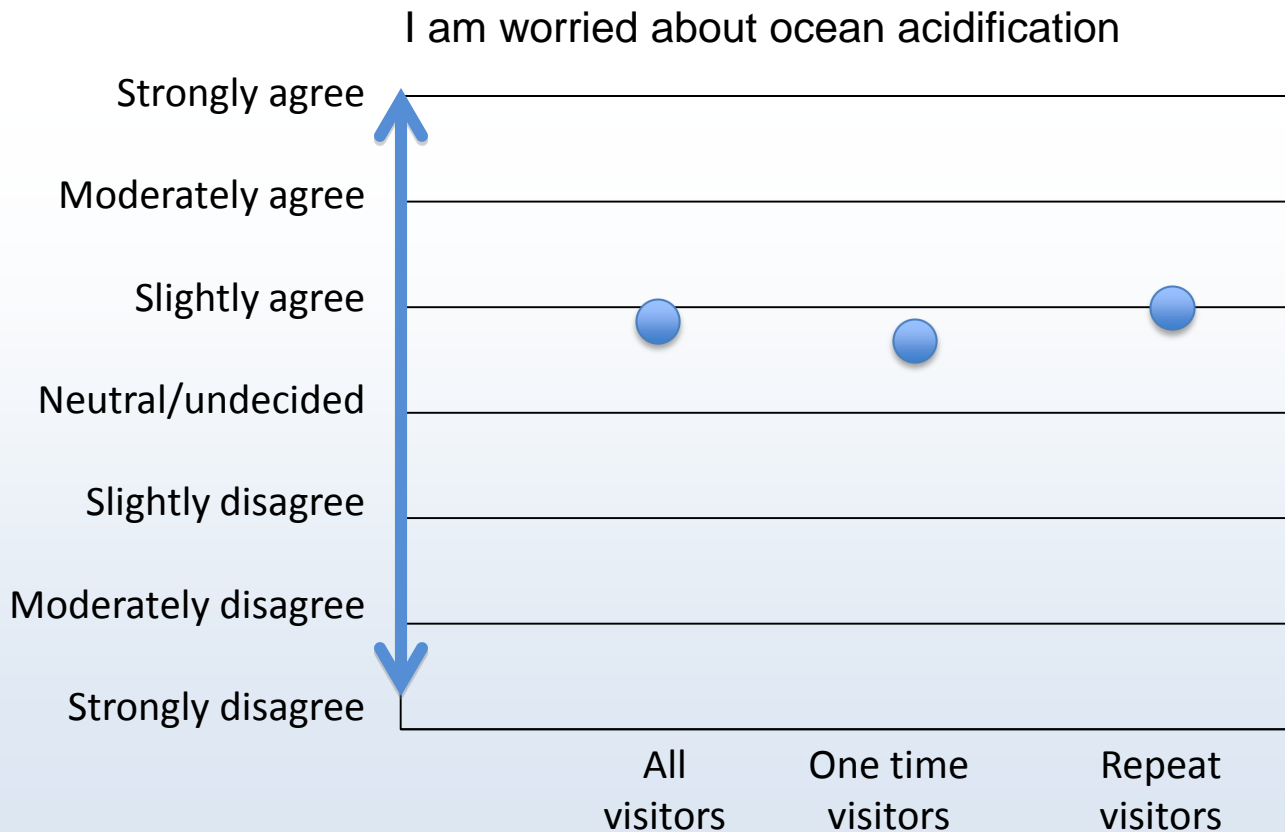 I am worried about ocean acidification
Strongly agree
Moderately agree
Slightly agree
Neutral/undecided
Slightly disagree
Moderately disagree
Strongly disagree
All
visitors
One time
visitors
Repeat
visitors